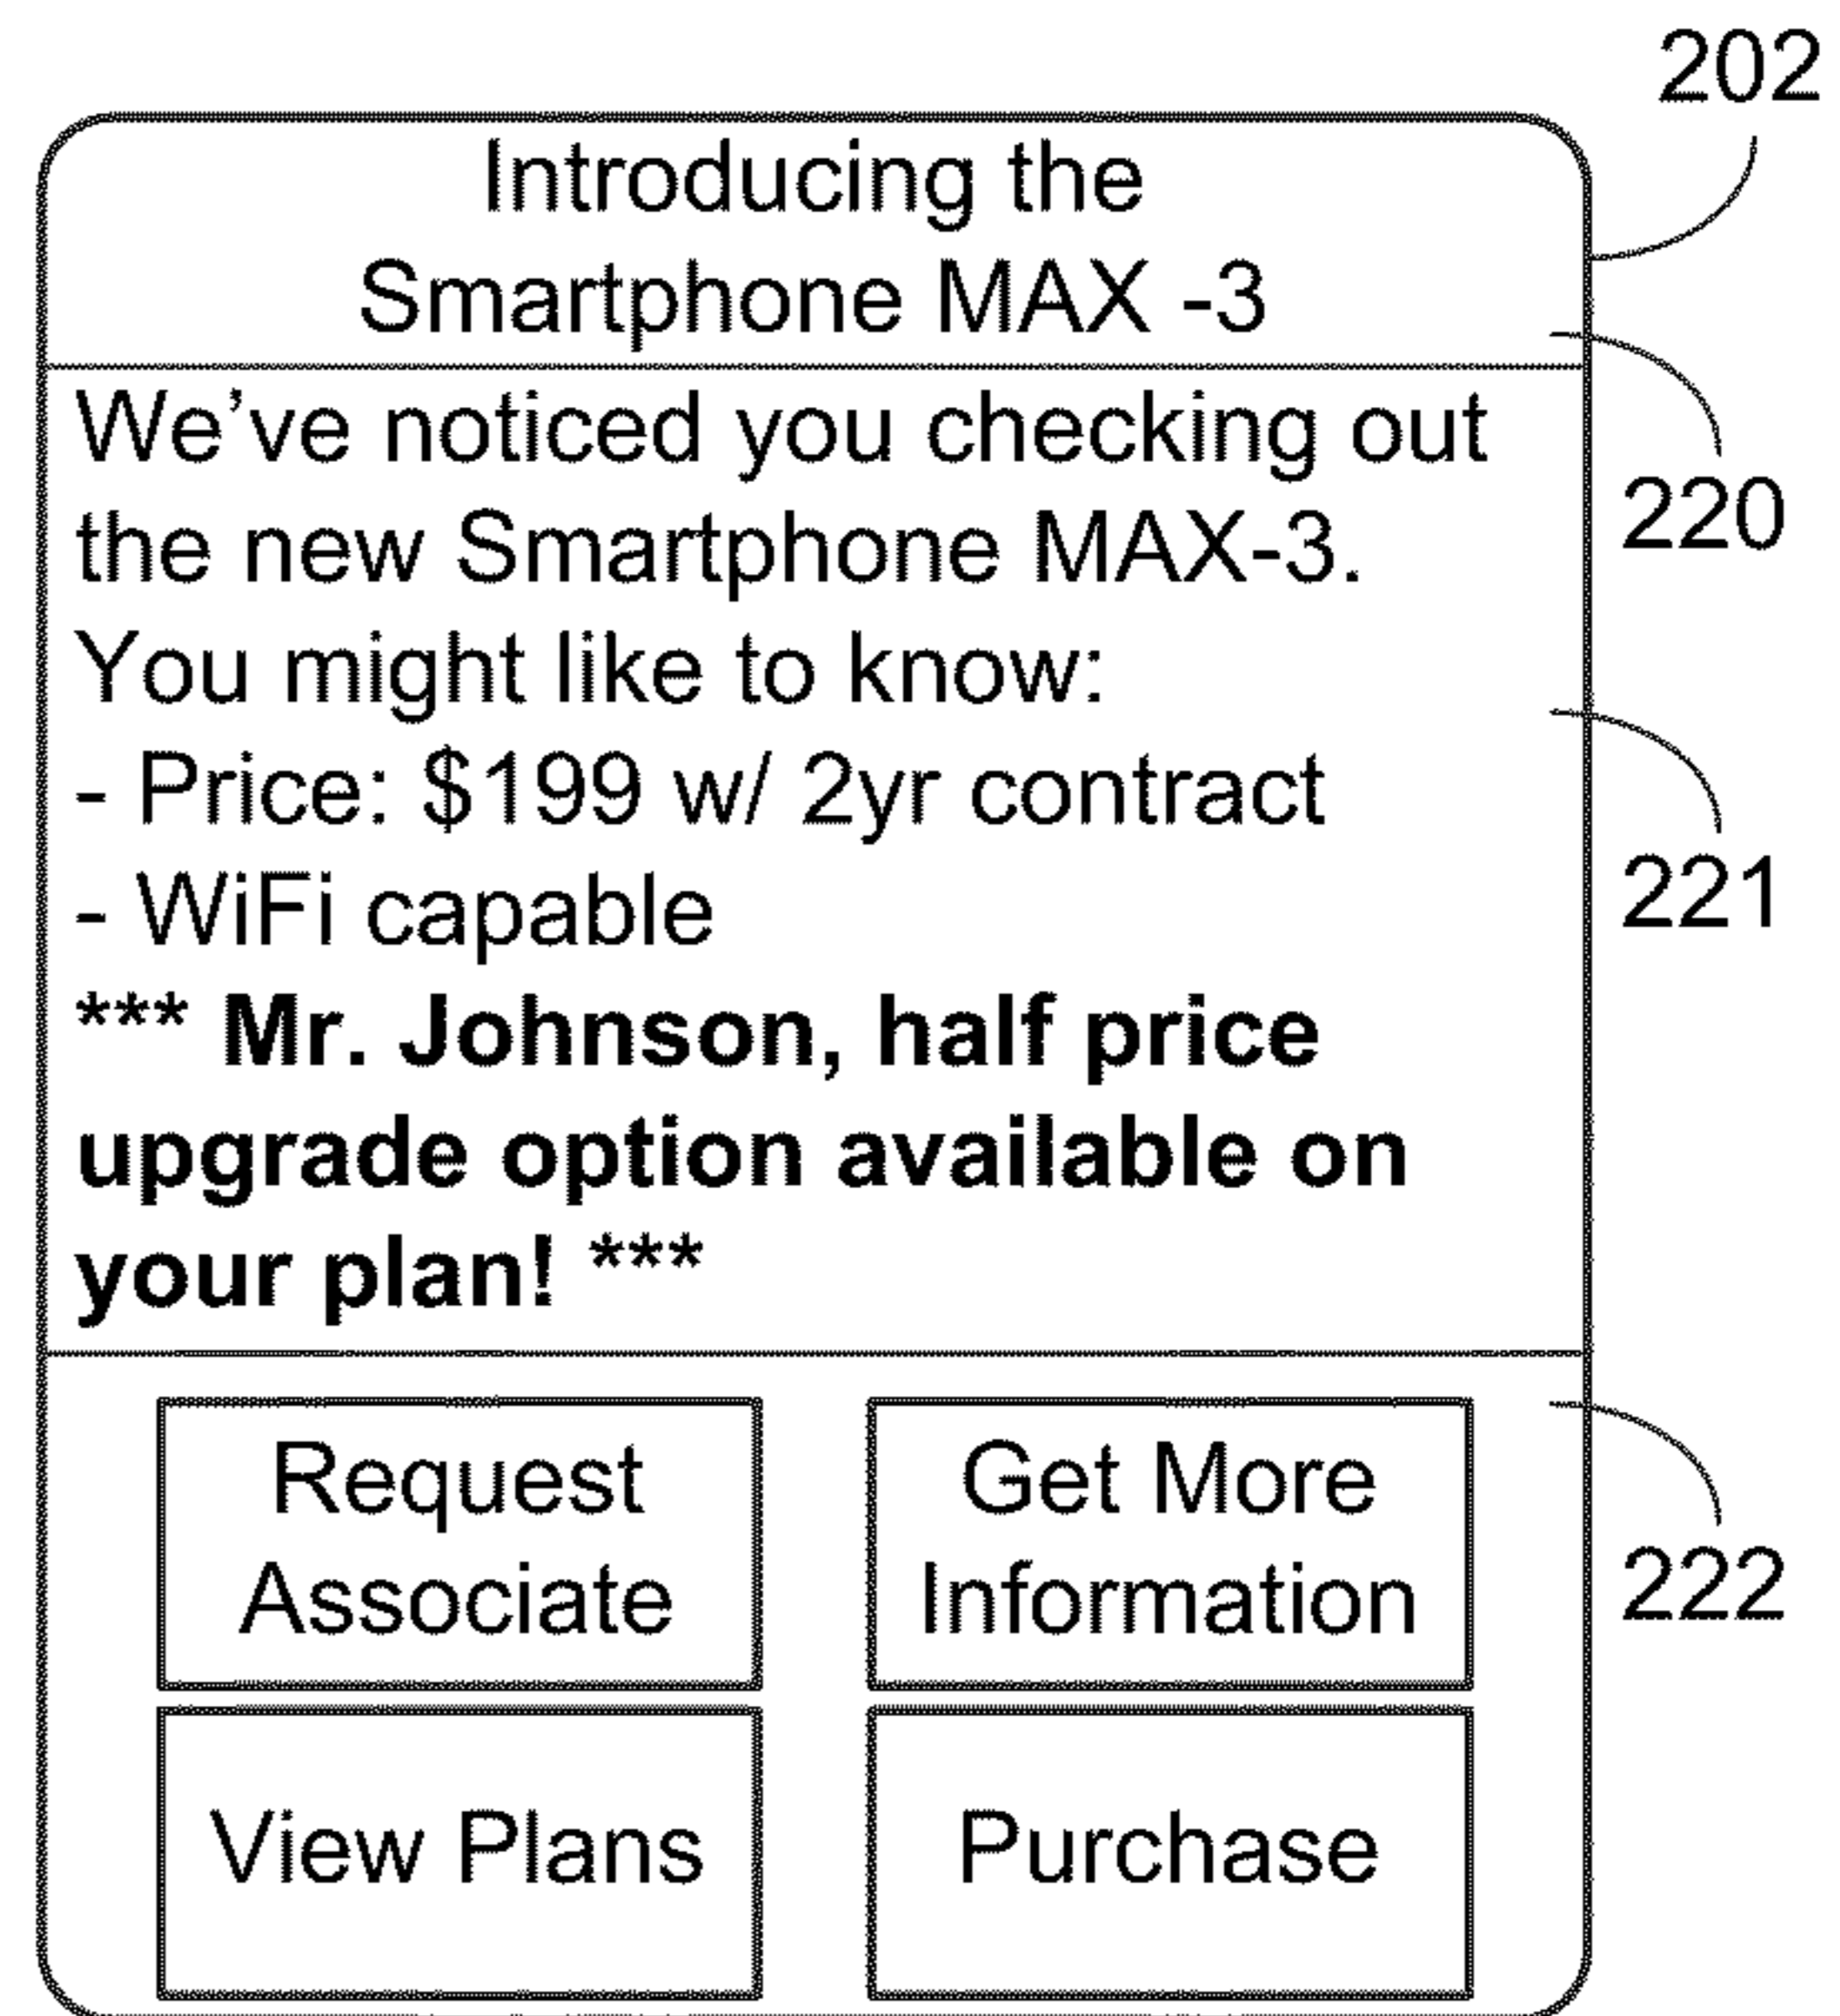 202
Introducing the
Smartphone MAX -3
220
We've noticed you checking out
the new Smartphone MAX-3.
You might like to know:
- Price: $199 w/ 2yr contract
- WiFi capable
*** Mr. Johnson, half price
upgrade option available on
your plan! ***
221
Request
Associate
Get More
Information
222
View Plans
Purchase